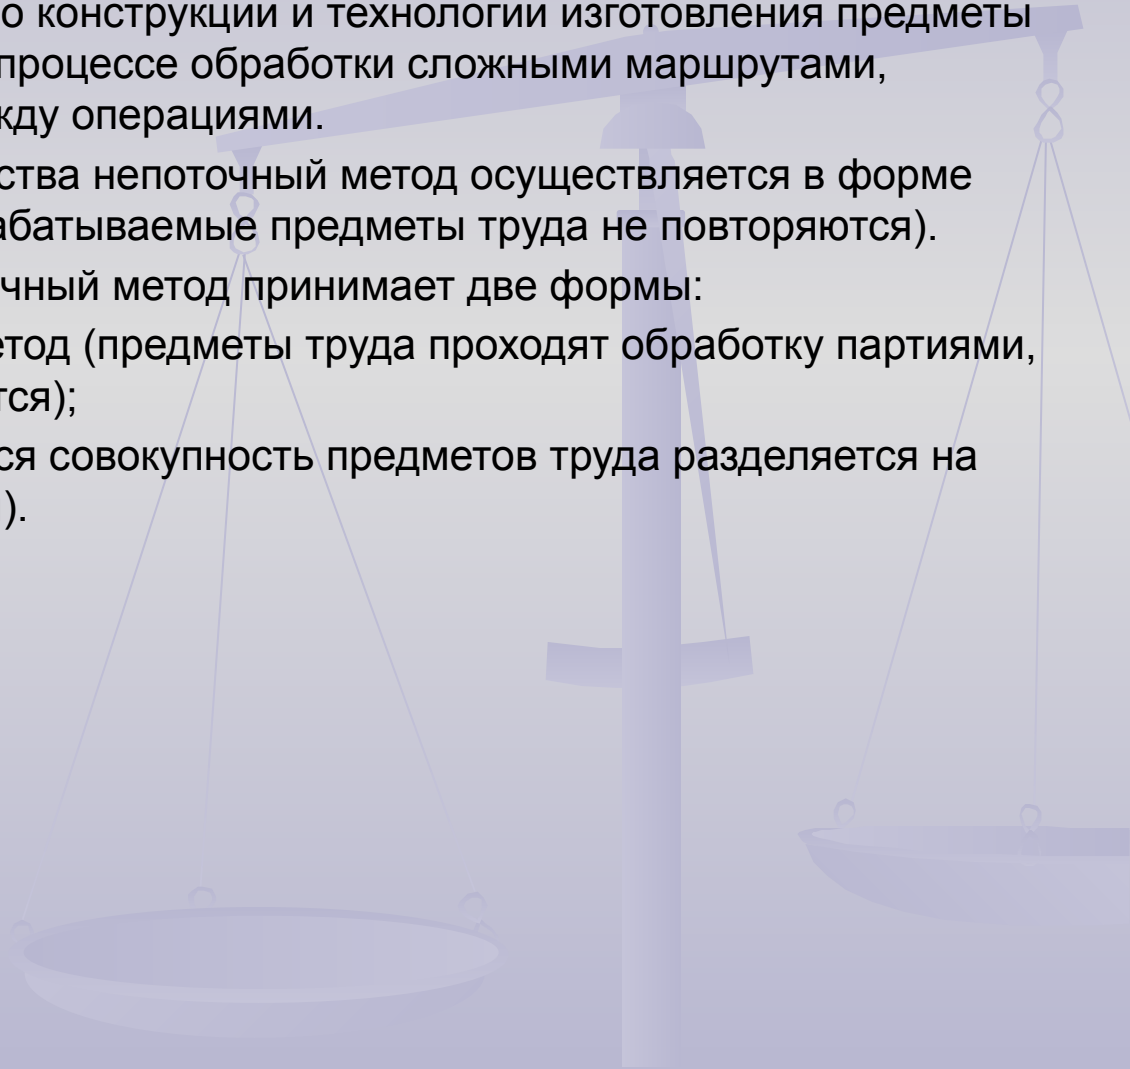 о конструкции и технологии изготовления предметы
процессе обработки сложными маршрутами,
жду операциями.
ства непоточный метод осуществляется в форме
абатываемые предметы труда не повторяются).
чный метод принимает две формы:
етод (предметы труда проходят обработку партиями,
тся);
ся совокупность предметов труда разделяется на
).